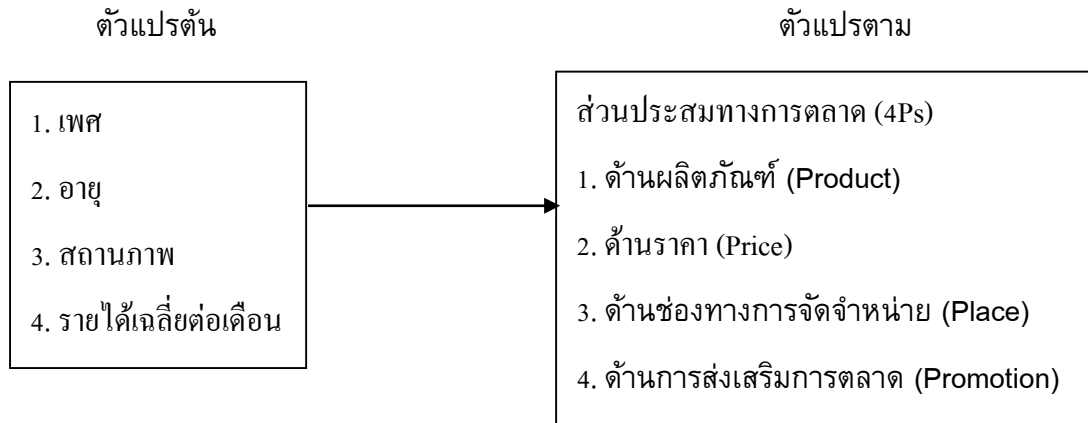 ตัวแปรต้น
1. เพศ
2. อายุ
3. สถานภาพ
4. รายได้เฉลี่ยต่อเดือน
ตัวแปรตาม
ส่วนประสมทางการตลาด (4Ps)
1. ด้านผลิตภัณฑ์ (Product)
2. ด้านราคา (Price)
3. ด้านช่องทางการจัดจำหน่าย (Place)
4. ด้านการส่งเสริมการตลาด (Promotion)